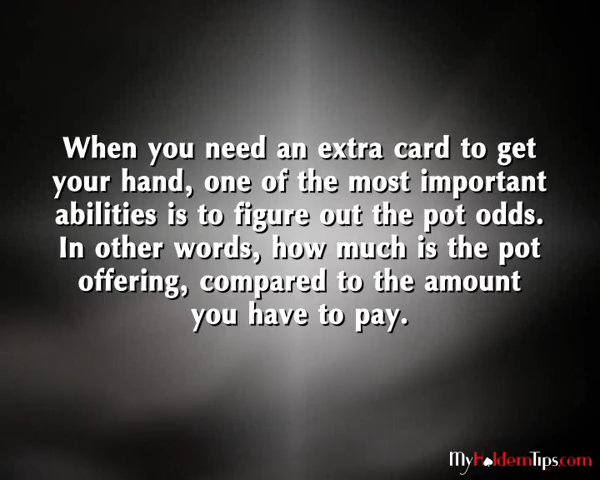 When you need an extra card to get
your hand, one of the most important
abilities is to figure out the pot odds.
In other words, how much is the pot
offering, compared to the amount
you have to pay.
MyHoldemTips.com